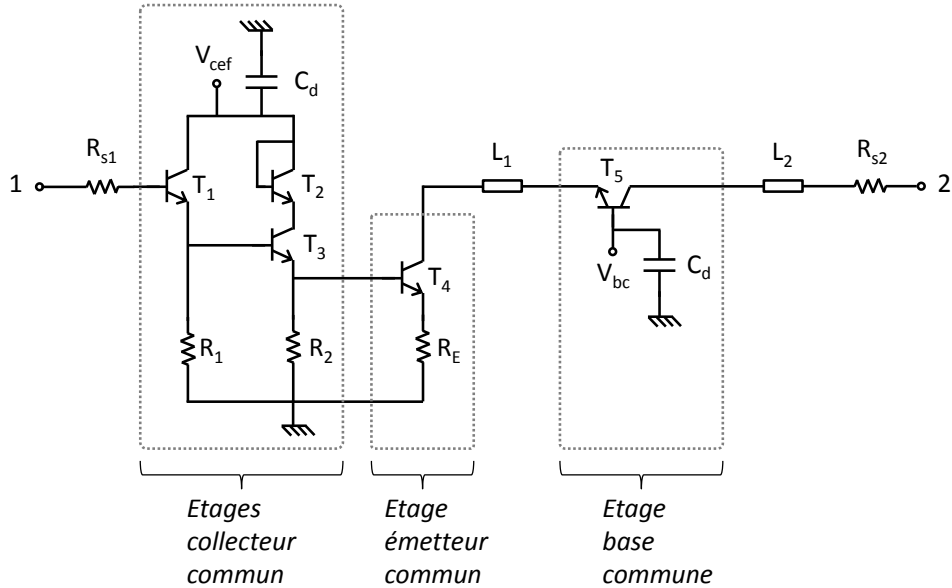 V_cef
C_d
R_s1
1
T_1
T_2
T_3
R_1
R_2
T_4
R_E
L_1
T_5
V_bc
C_d
L_2
R_s2
2
Etages
collecteur
commun
Etage
émetteur
commun
Etage
base
commune